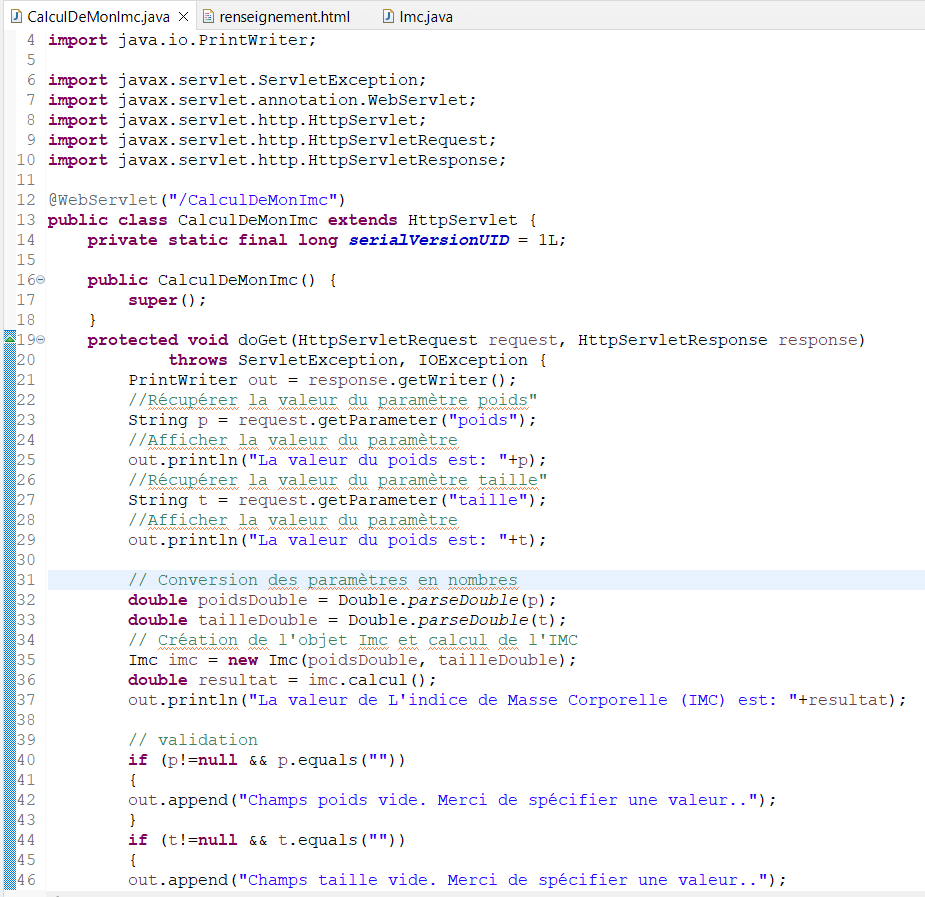 CalculDeMonImc.java renseignement.html Imc.java
4 import java.io.PrintWriter;
5
6 import javax.servlet.ServletException;
7 import javax.servlet.annotation.WebServlet;
8 import javax.servlet.http.HttpServlet;
9 import javax.servlet.http.HttpServletRequest;
10 import javax.servlet.http.HttpServletResponse;
11
12 @WebServlet("/CalculDeMonImc")
13 public class CalculDeMonImc extends HttpServlet {
14     private static final long serialVersionUID = 1L;
15
16     public CalculDeMonImc() {
17         super();
18     }
19     protected void doGet(HttpServletRequest request, HttpServletResponse response)
20             throws ServletException, IOException {
21         PrintWriter out = response.getWriter();
22         //Récupérer la valeur du paramètre poids"
23         String p = request.getParameter("poids");
24         //Afficher la valeur du paramètre
25         out.println("La valeur du poids est: "+p);
26         //Récupérer la valeur du paramètre taille"
27         String t = request.getParameter("taille");
28         //Afficher la valeur du paramètre
29         out.println("La valeur du poids est: "+t);
30
31         // Conversion des paramètres en nombres
32         double poidsDouble = Double.parseDouble(p);
33         double tailleDouble = Double.parseDouble(t);
34         // Création de l'objet Imc et calcul de l'IMC
35         Imc imc = new Imc(poidsDouble, tailleDouble);
36         double resultat = imc.calcul();
37         out.println("La valeur de L'indice de Masse Corporelle (IMC) est: "+resultat);
38
39         // validation
40         if (p!=null && p.equals(""))
41         {
42         out.append("Champs poids vide. Merci de spécifier une valeur..");
43         }
44         if (t!=null && t.equals(""))
45         {
46         out.append("Champs taille vide. Merci de spécifier une valeur..");